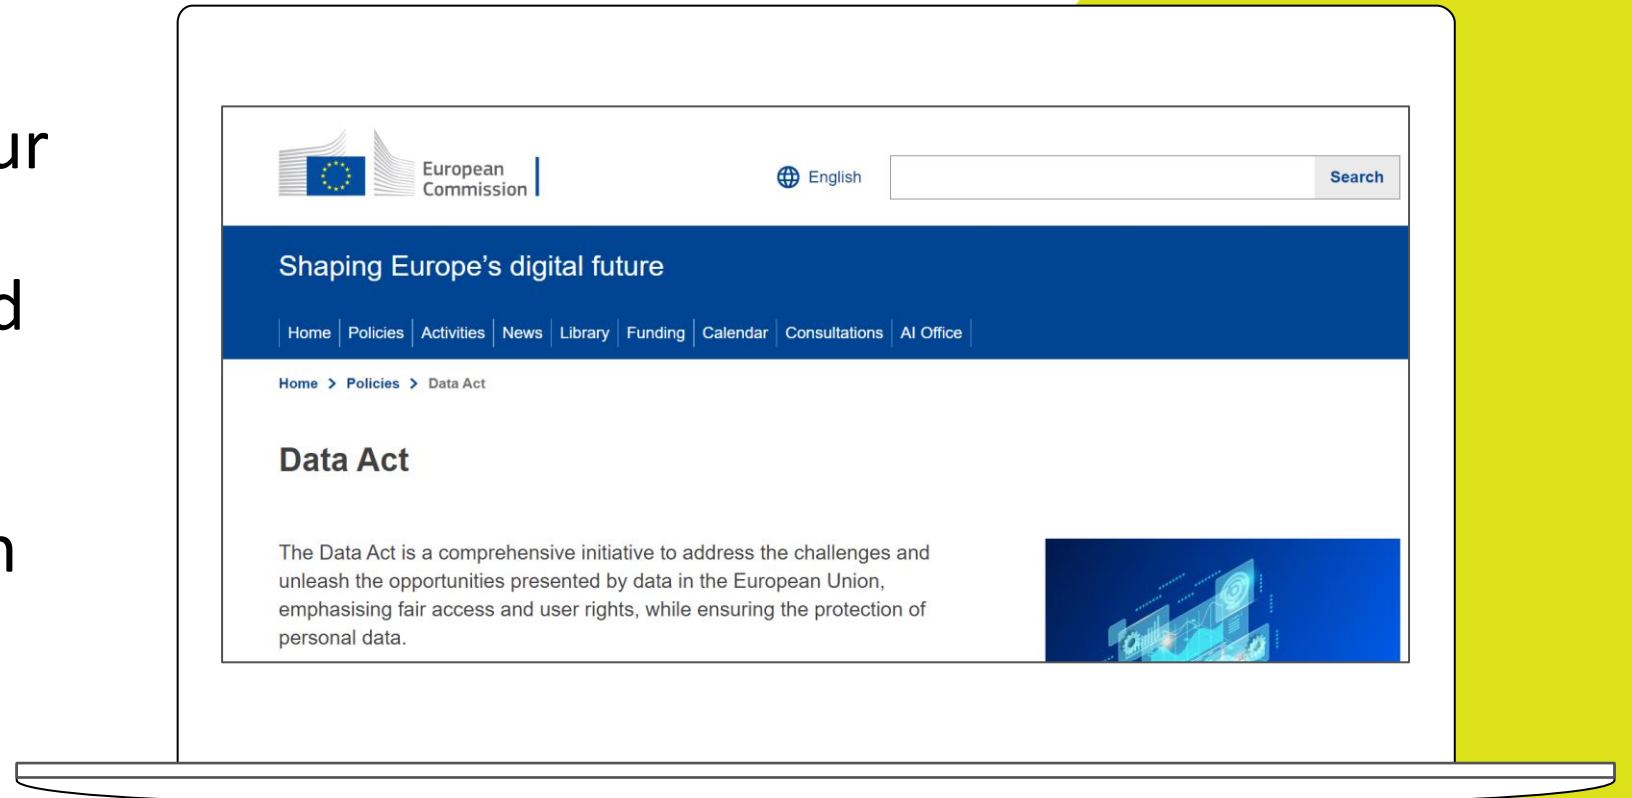 ur
d
n
European
Commission
English
Search
Shaping Europe's digital future
Home Policies Activities News Library Funding Calendar Consultations AI Office
Home > Policies > Data Act
Data Act
The Data Act is a comprehensive initiative to address the challenges and
unleash the opportunities presented by data in the European Union,
emphasising fair access and user rights, while ensuring the protection of
personal data.